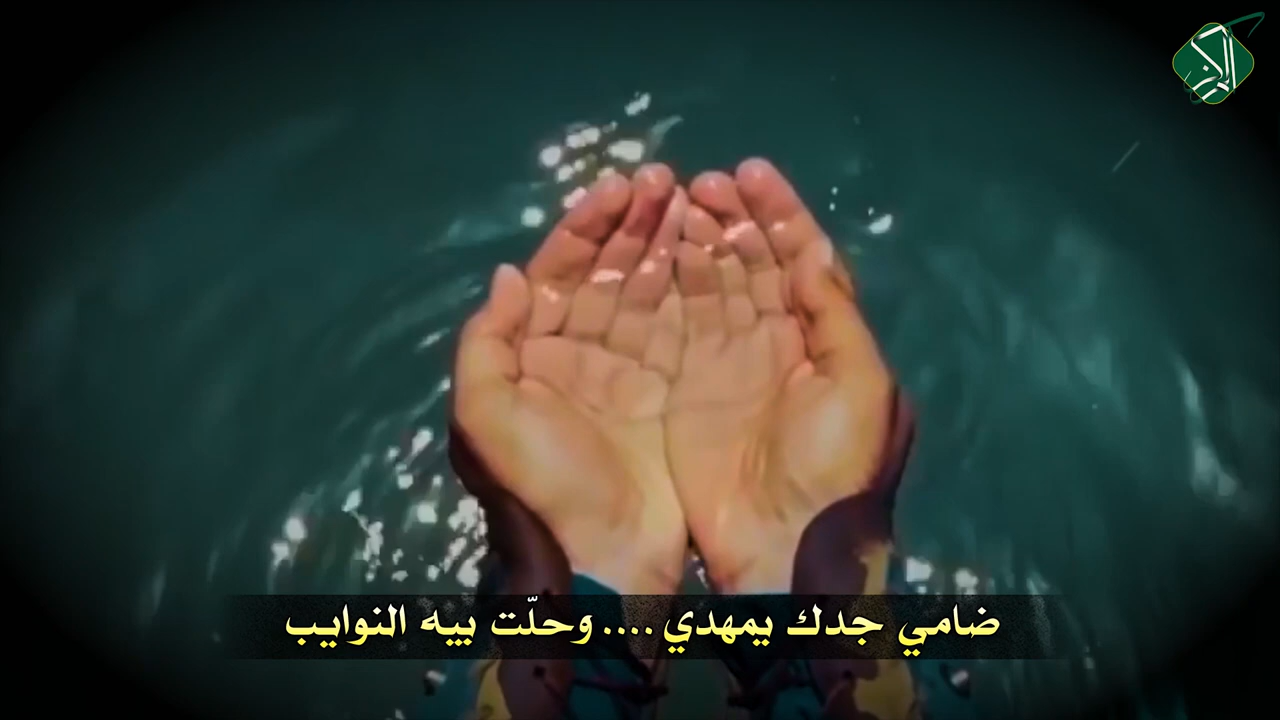 ضامي جدك يمهدي .... وحلّت بيه النوايب